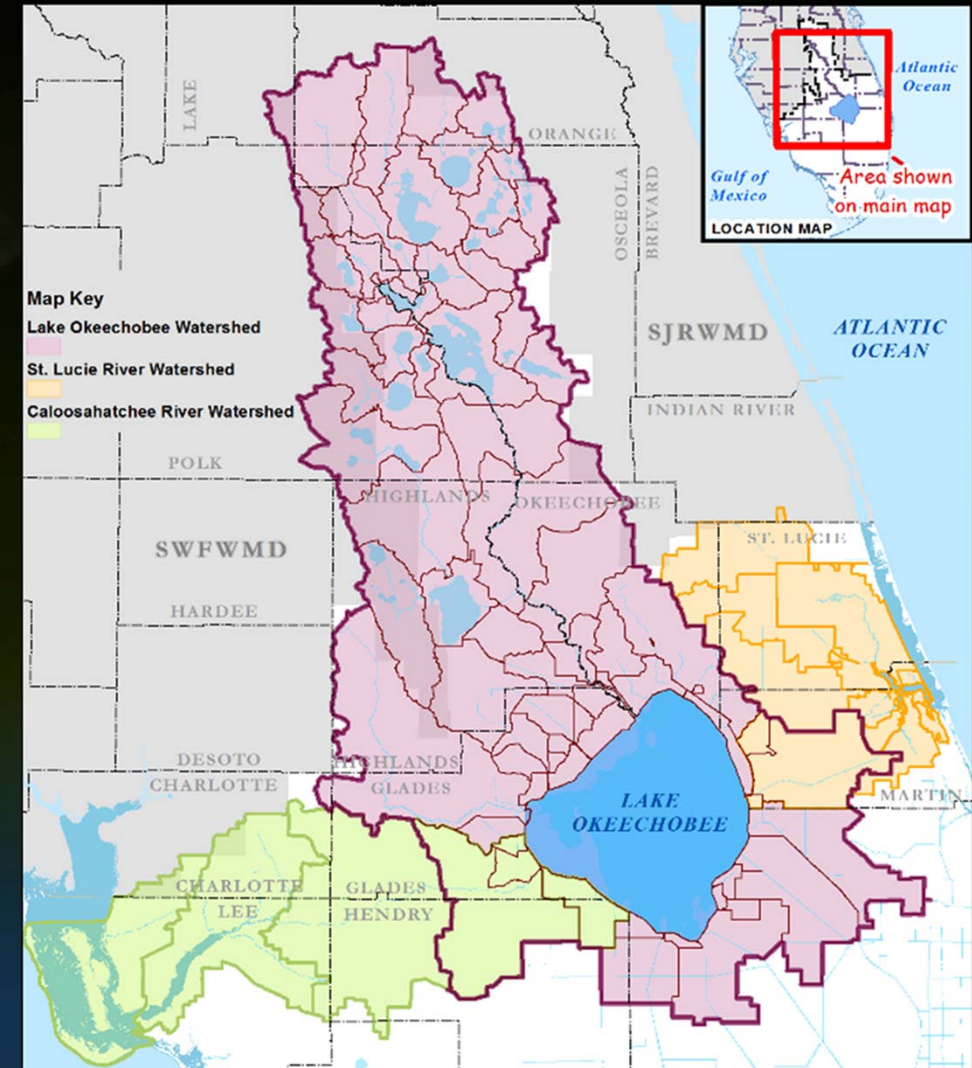 Atlantic
Ocean
Gulf of
Mexico
Area shown
on main map
LOCATION MAP
LAKE
ORANGE
OSCEOLA
BREVARD
Map Key
Lake Okeechobee Watershed
St. Lucie River Watershed
Caloosahatchee River Watershed
SJRWMD
ATLANTIC
OCEAN
INDIAN RIVER
POLK
HIGHLANDS
OKEECHOBEE
SWFWMD
ST. LUCIE
HARDEE
DESOTO
CHARLOTTE
HIGHLANDS
GLADES
LAKE
OKEECHOBEE
MARTIN
CHARLOTTE
LEE
GLADES
HENDRY